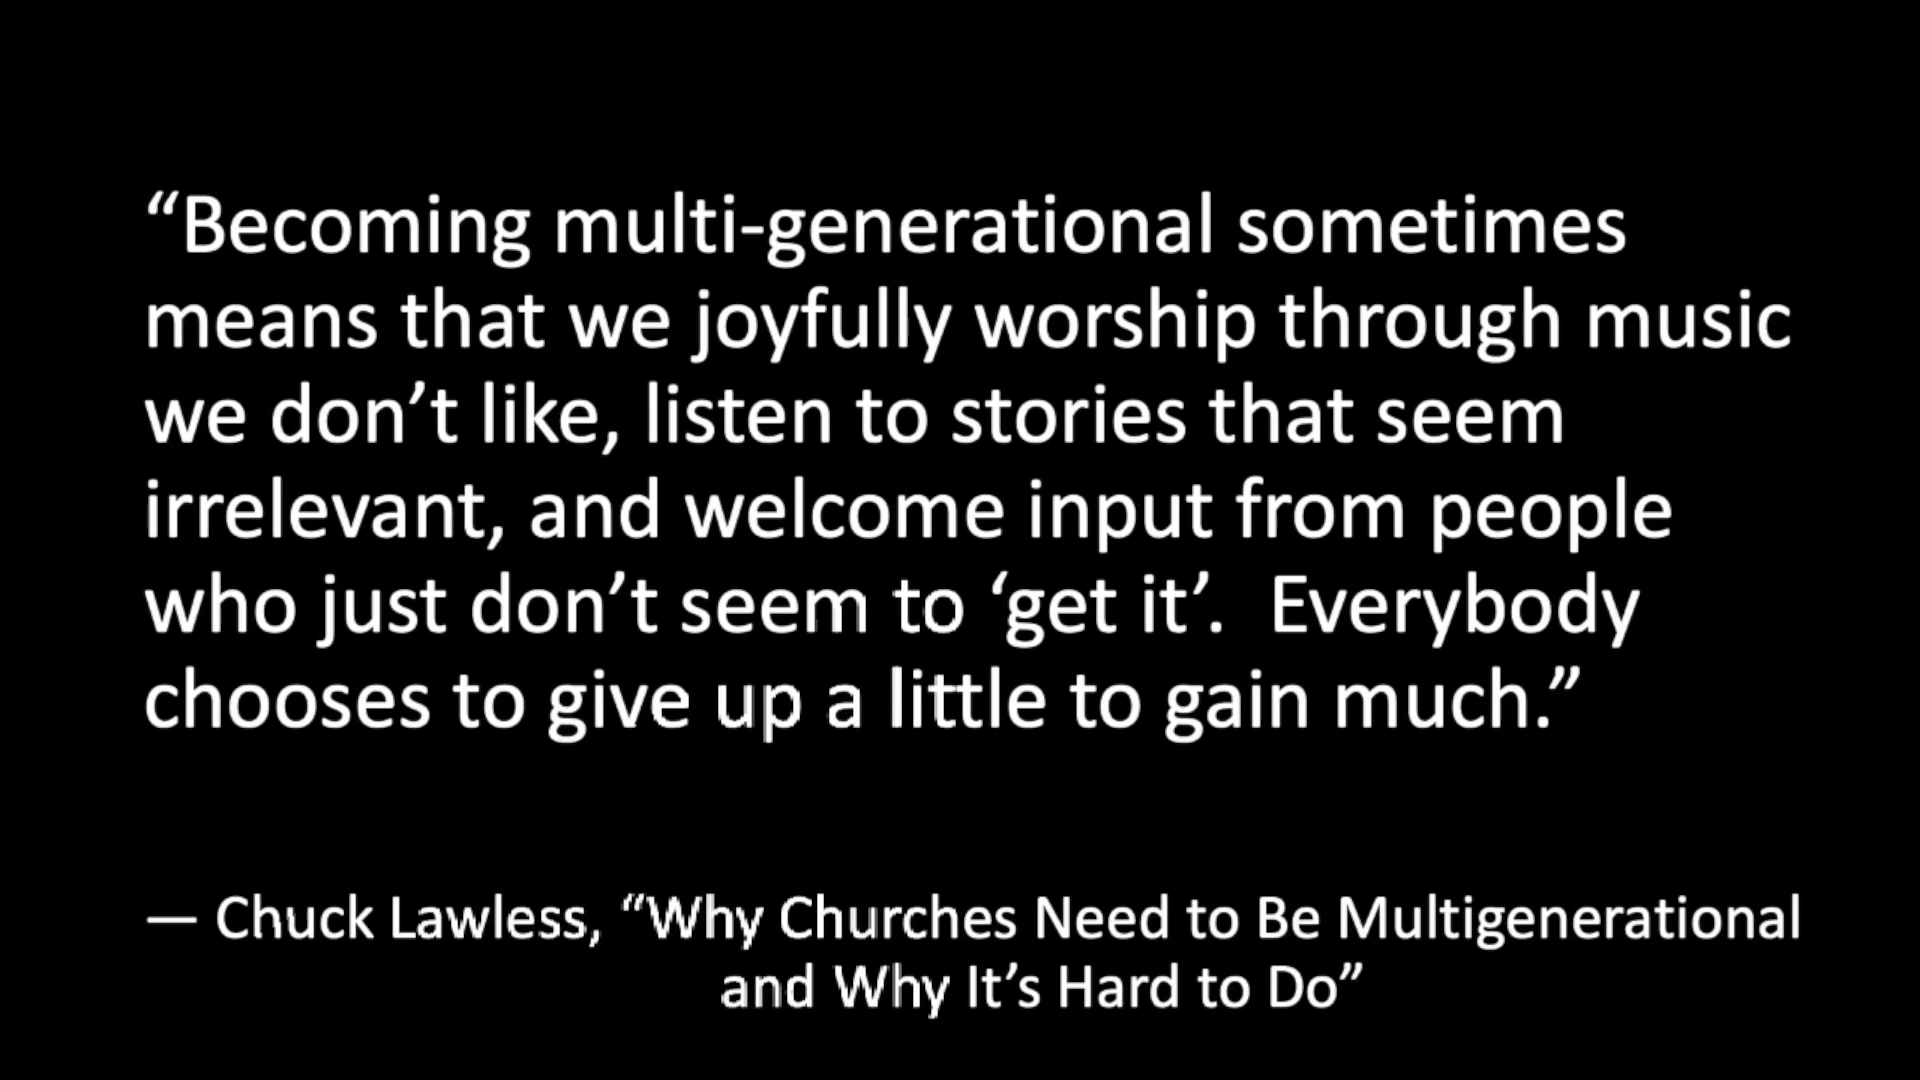 “Becoming multi-generational sometimes
means that we joyfully worship through music
we don’t like, listen to stories that seem
irrelevant, and welcome input from people
who just don’t seem to ‘get it’.  Everybody
chooses to give up a little to gain much.”
— Chuck Lawless, “Why Churches Need to Be Multigenerational
and Why It’s Hard to Do”